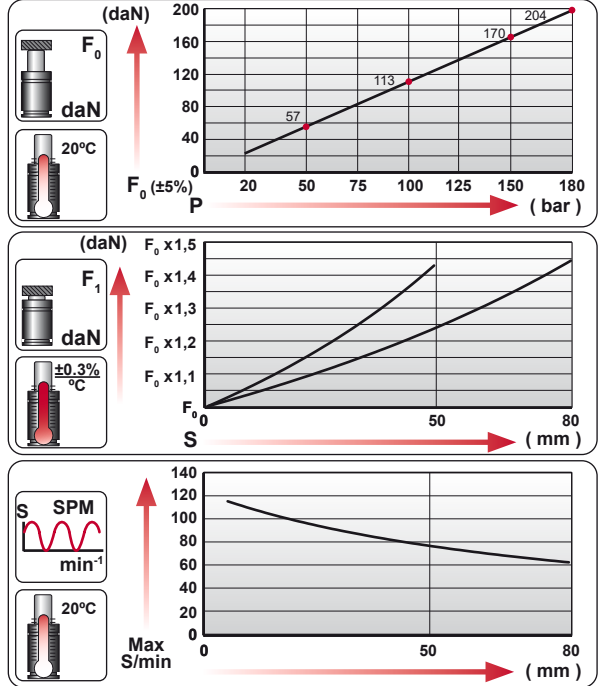 (daN)
F0
daN
20ºC
200
160
120
80
40
0
57
113
170
204
F0 (±5%)
20 50 75 100 125 150 180
P
( bar )
(daN)
F1
daN
±0.3%
ºC
F0 x1,5
F0 x1,4
F0 x1,3
F0 x1,2
F0 x1,1
F0
0 50 80
S
( mm )
S SPM
min-1
20ºC
140
120
100
80
60
40
20
0
Max
S/min
0 50 80
( mm )